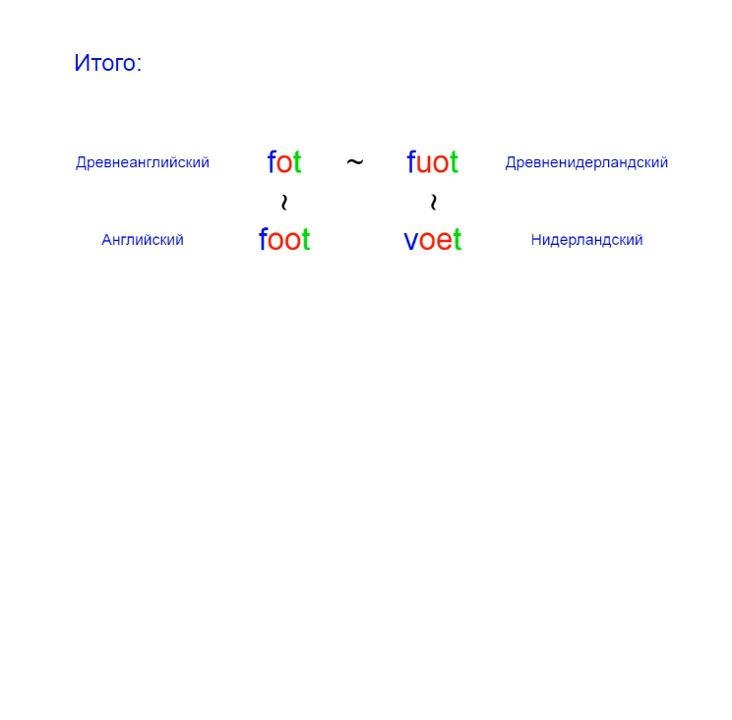 Итого:
Древнеанглийский fot ~ fuot Древненидерландский
~ ~
Английский foot voet Нидерландский